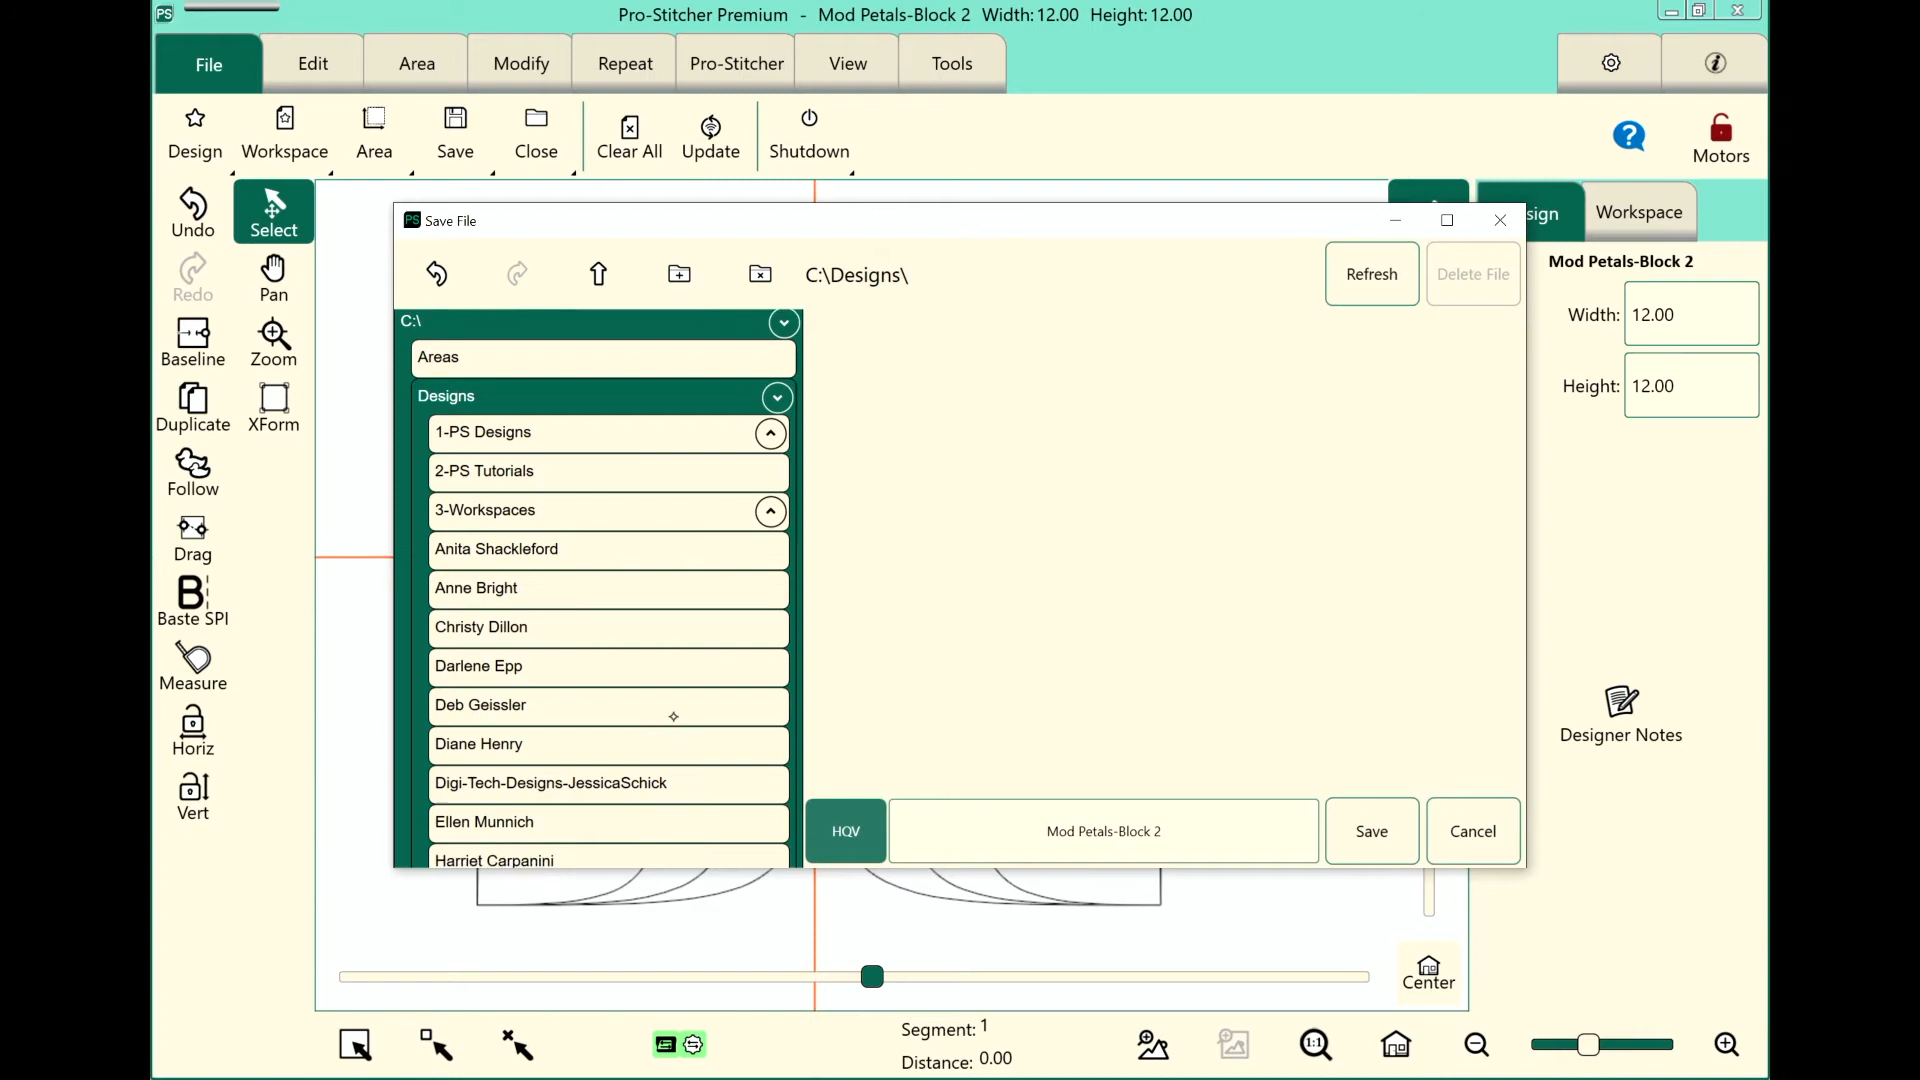 PS
Pro-Stitcher Premium - Mod Petals-Block 2 Width: 12.00 Height: 12.00
File Edit Area Modify Repeat Pro-Stitcher View Tools
Design Workspace Area Save Close Clear All Update Shutdown
Motors
Undo Select
Redo Pan
Baseline Zoom
Duplicate XForm
Follow
Drag
B
Baste SPI
Measure
Horiz
Vert
PS Save File
C:\Designs\
Refresh Delete File
C:\
Areas
Designs
1-PS Designs
2-PS Tutorials
3-Workspaces
Anita Shackleford
Anne Bright
Christy Dillon
Darlene Epp
Deb Geissler
Diane Henry
Digi-Tech-Designs-JessicaSchick
Ellen Munnich
Harriet Carpanini
HQV Mod Petals-Block 2 Save Cancel
sign Workspace
Mod Petals-Block 2
Width: 12.00
Height: 12.00
Designer Notes
Center
Segment: 1
Distance: 0.00
1:1